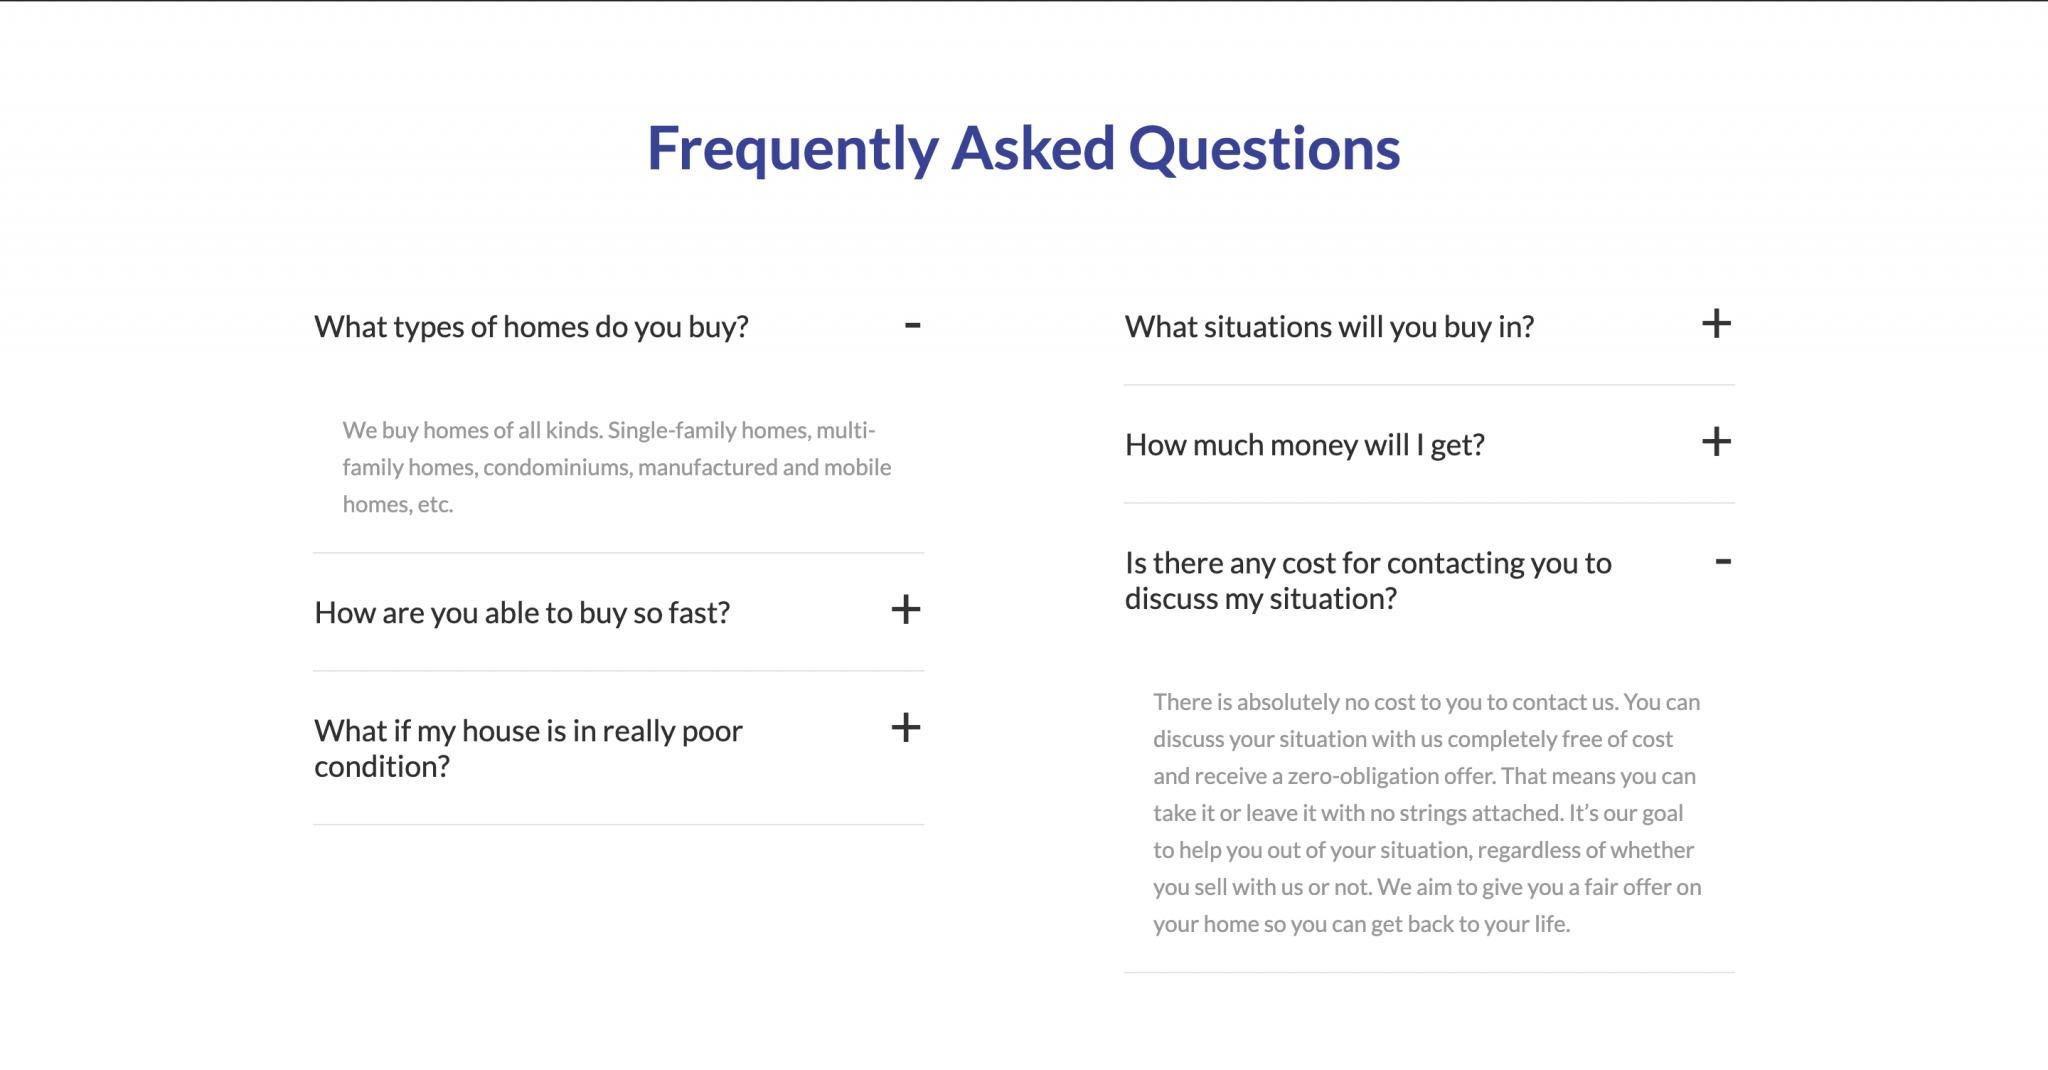 Frequently Asked Questions
What types of homes do you buy?
-
We buy homes of all kinds. Single-family homes, multi-
family homes, condominiums, manufactured and mobile
homes, etc.
How are you able to buy so fast?
+
What if my house is in really poor
condition?
+
What situations will you buy in?
+
How much money will I get?
+
Is there any cost for contacting you to
discuss my situation?
-
There is absolutely no cost to you to contact us. You can
discuss your situation with us completely free of cost
and receive a zero-obligation offer. That means you can
take it or leave it with no strings attached. It’s our goal
to help you out of your situation, regardless of whether
you sell with us or not. We aim to give you a fair offer on
your home so you can get back to your life.